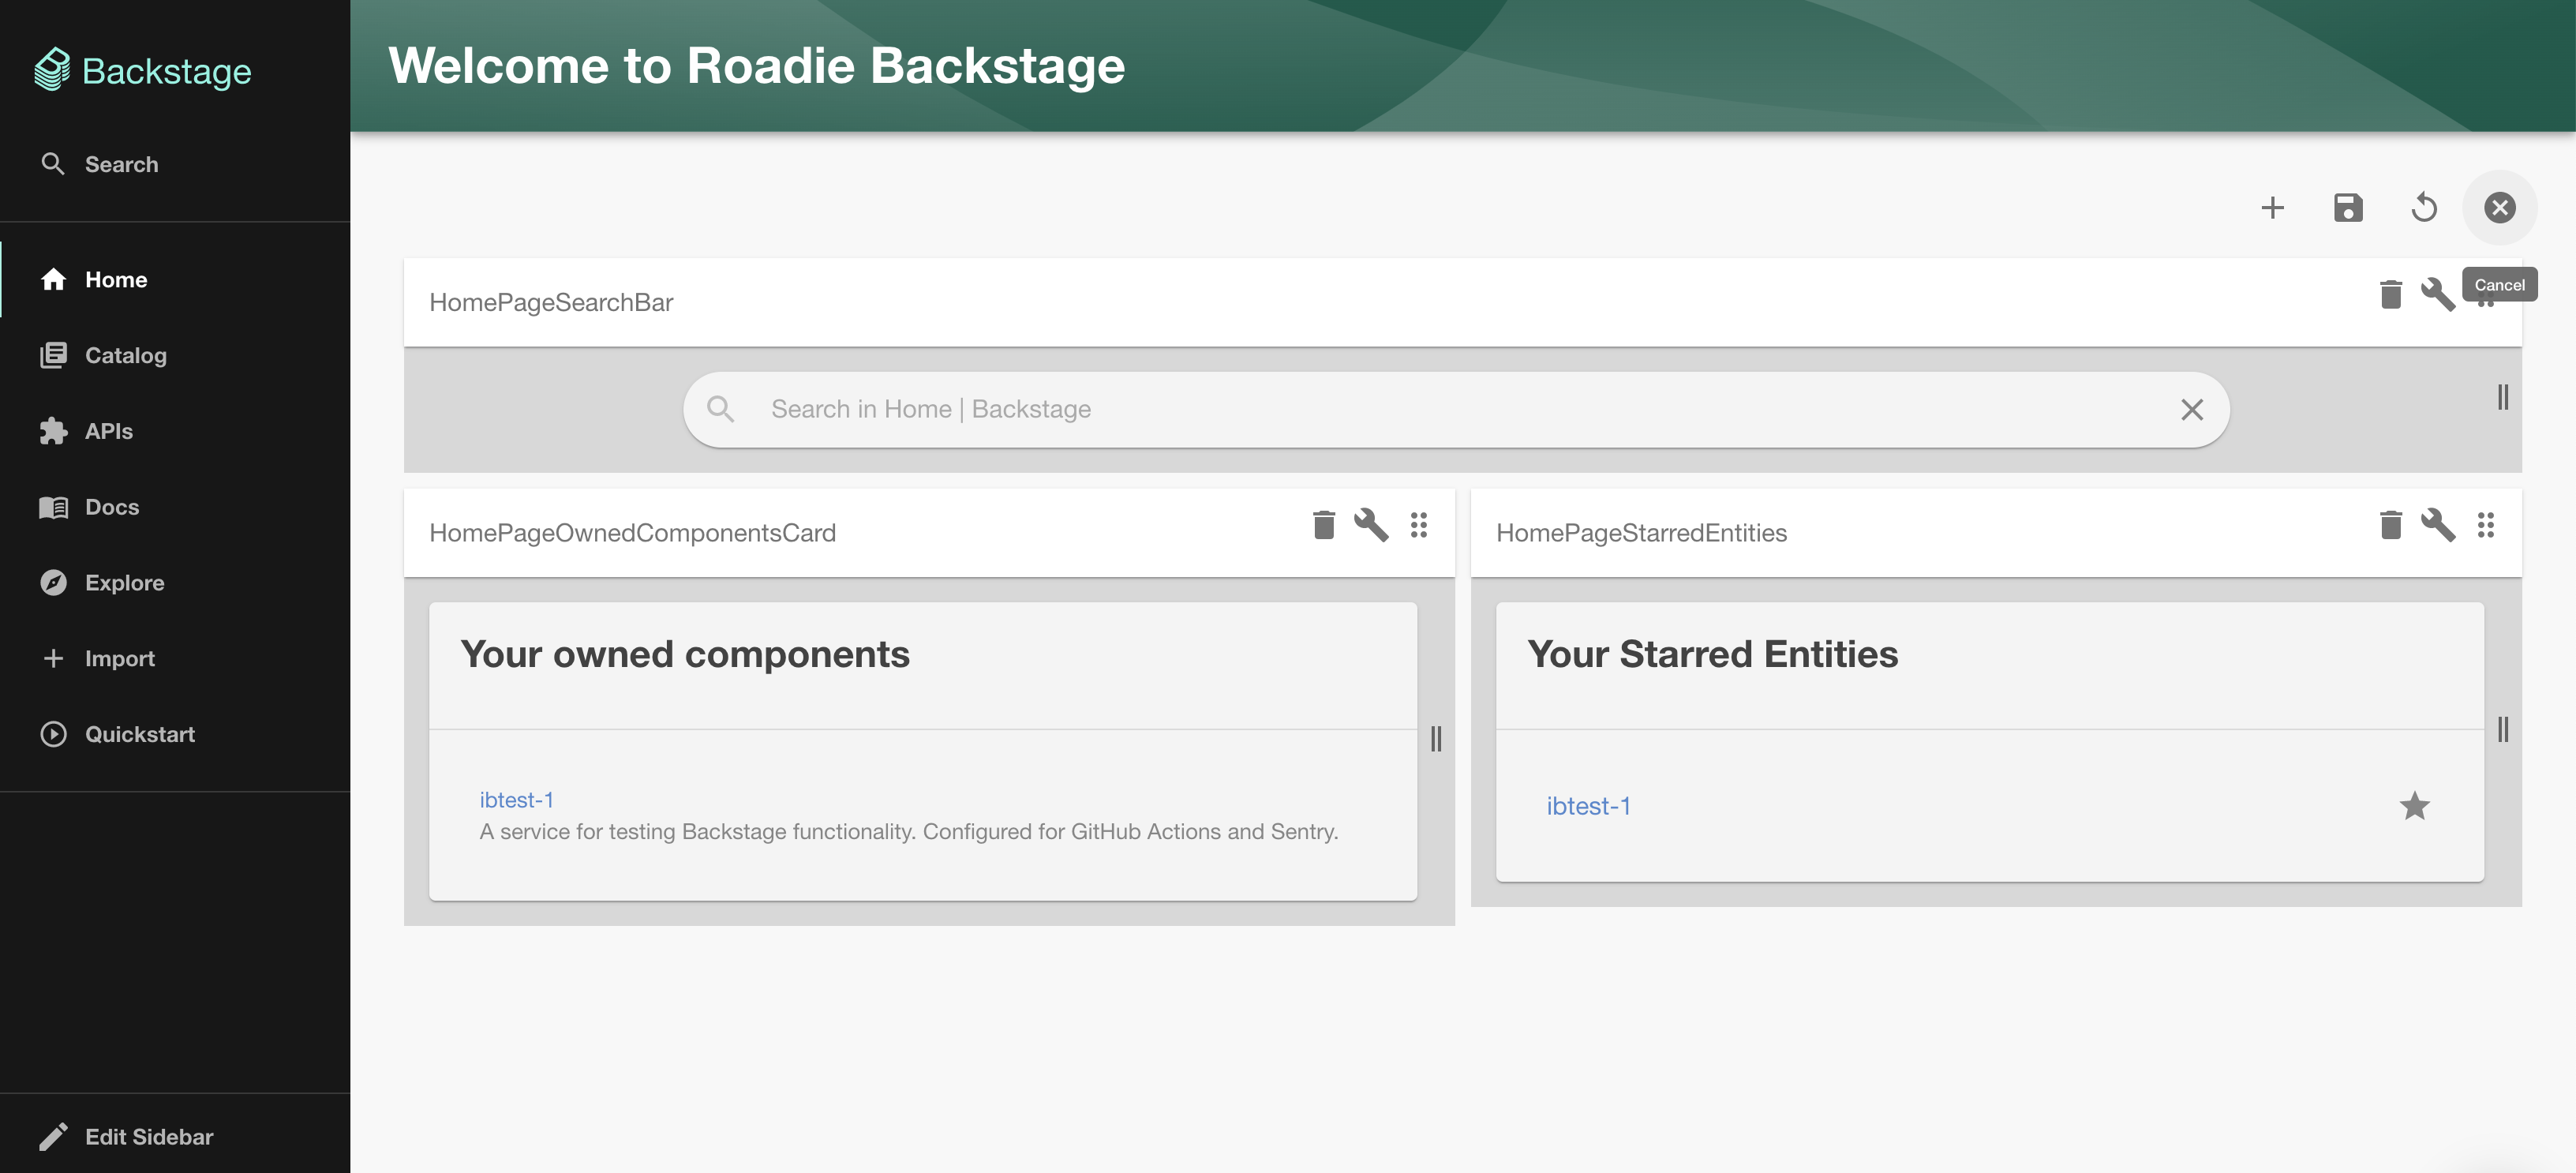 Backstage
Search
Home
Catalog
APIs
Docs
Explore
Import
Quickstart
Edit Sidebar
Welcome to Roadie Backstage
Cancel
HomePageSearchBar
Search in Home | Backstage
HomePageOwnedComponentsCard
Your owned components
ibtest-1
A service for testing Backstage functionality. Configured for GitHub Actions and Sentry.
HomePageStarredEntities
Your Starred Entities
ibtest-1